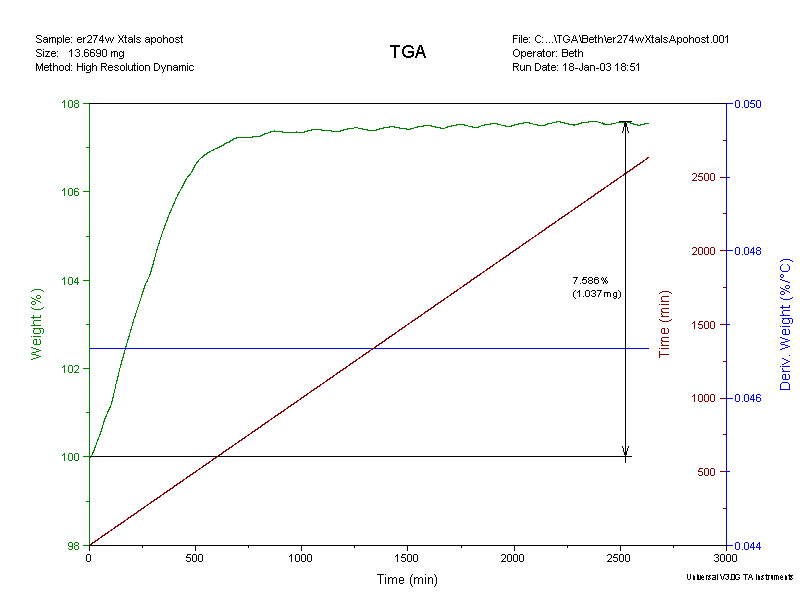 Sample: er274w Xtals apohost
Size: 13.6690 mg
Method: High Resolution Dynamic
TGA
File: C:...\TGA\Beth\er274wXtalsApohost.001
Operator: Beth
Run Date: 18-Jan-03 18:51
108
106
104
102
100
98
Weight (%)
0
500
1000
1500
2000
2500
3000
Time (min)
7.586%
(1.037mg)
2500
2000
1500
1000
500
Time (min)
0.050
0.048
0.046
0.044
Deriv. Weight (%/°C)
Universal V3.0G TA Instruments